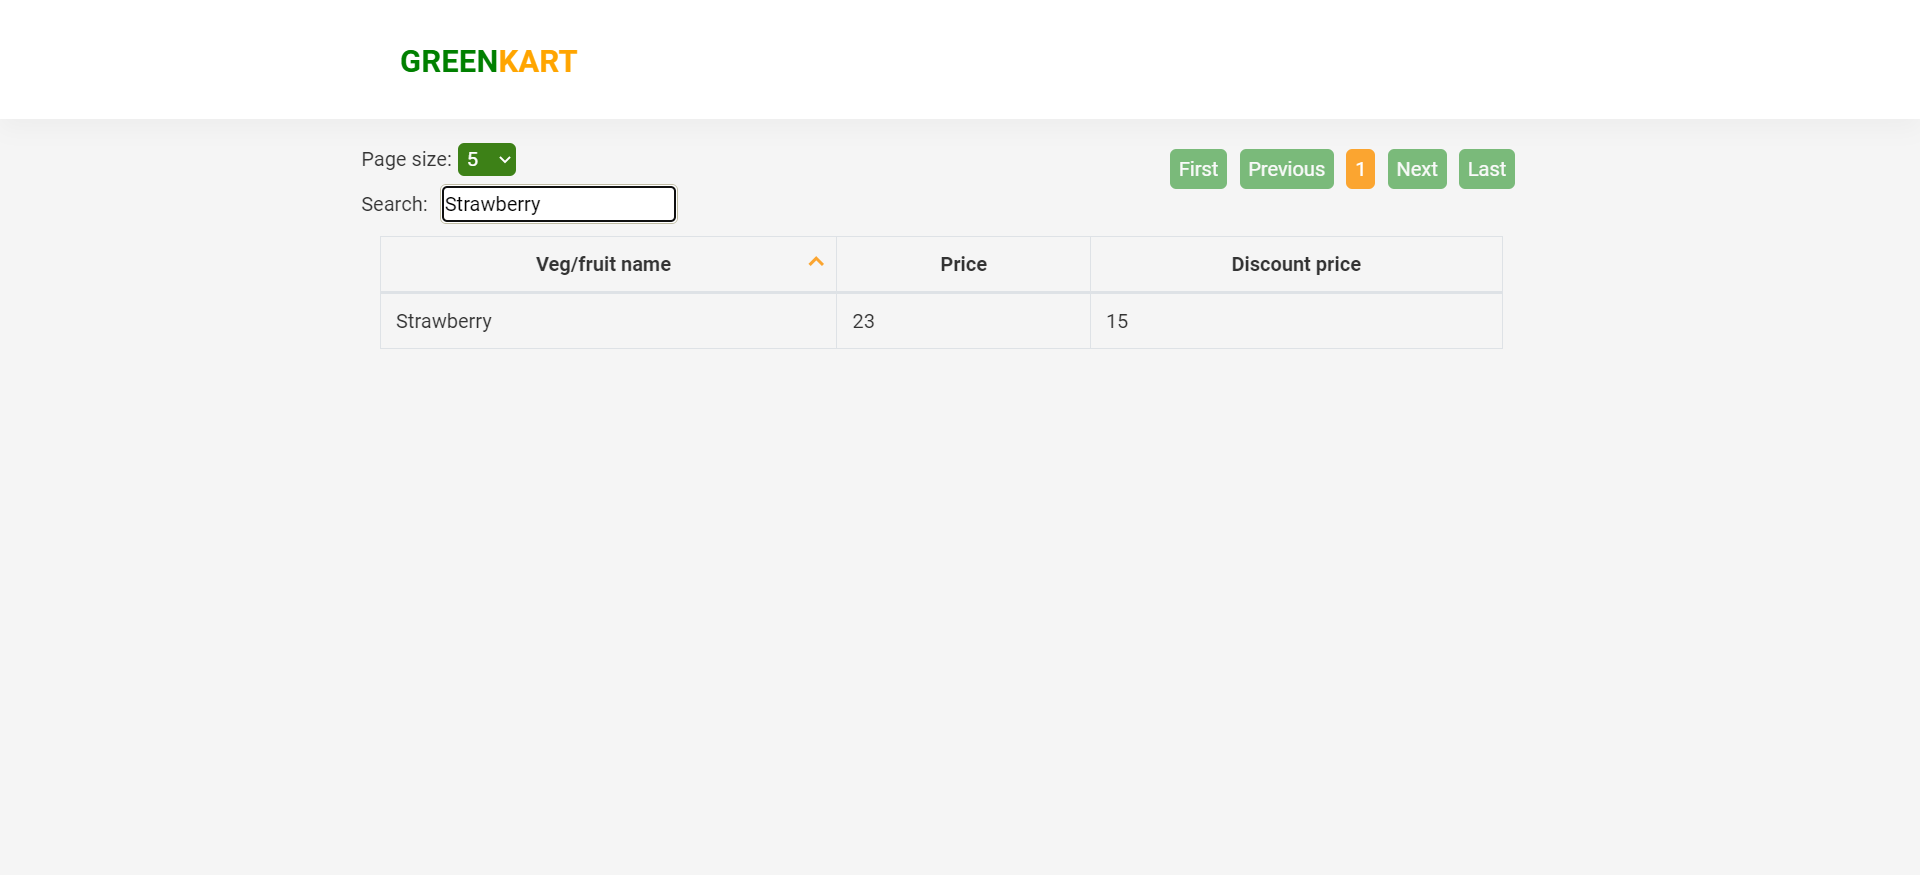 GREENKART
Page size: 5
First Previous 1 Next Last
Search: Strawberry
Veg/fruit name Price Discount price
Strawberry 23 15